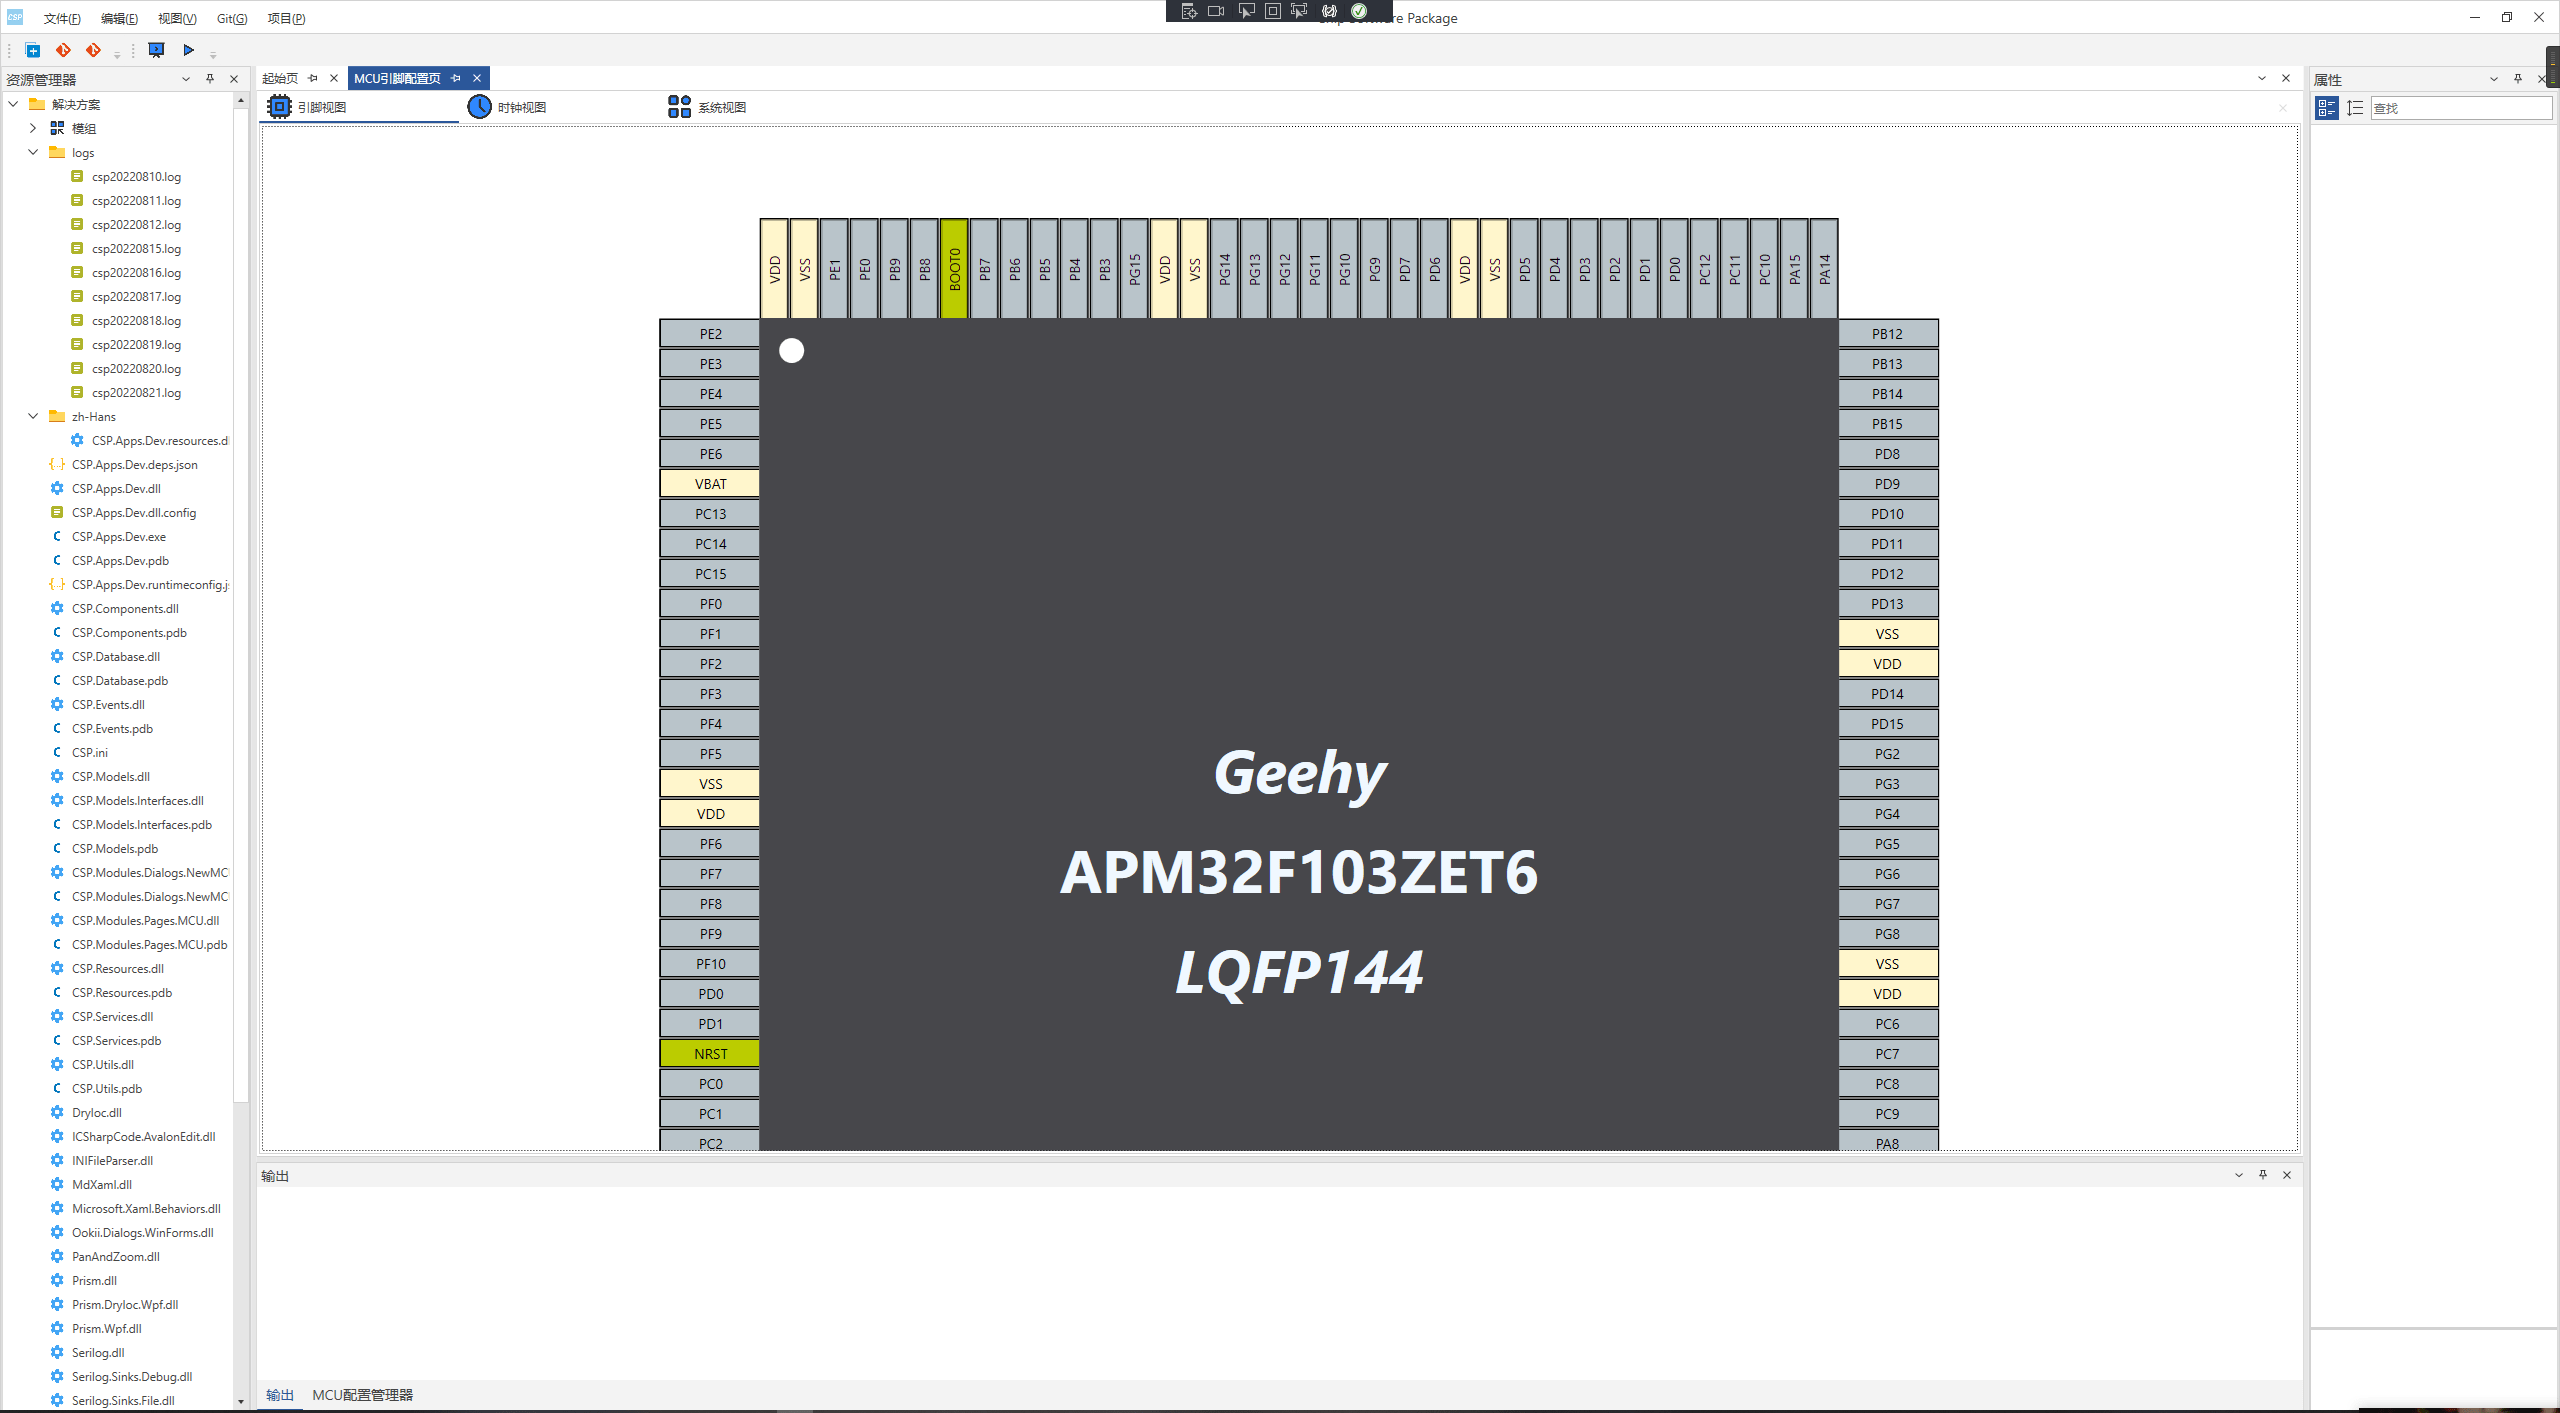 CSP 文件(F) 编辑(E) 视图(V) Git(G) 项目(P)
re Package
资源管理器
解决方案
模组
logs
csp20220810.log
csp20220811.log
csp20220812.log
csp20220815.log
csp20220816.log
csp20220817.log
csp20220818.log
csp20220819.log
csp20220820.log
csp20220821.log
zh-Hans
CSP.Apps.Dev.resources.dl
CSP.Apps.Dev.deps.json
CSP.Apps.Dev.dll
CSP.Apps.Dev.dll.config
CSP.Apps.Dev.exe
CSP.Apps.Dev.pdb
CSP.Apps.Dev.runtimeconfig.js
CSP.Components.dll
CSP.Components.pdb
CSP.Database.dll
CSP.Database.pdb
CSP.Events.dll
CSP.Events.pdb
CSP.ini
CSP.Models.dll
CSP.Models.Interfaces.dll
CSP.Models.Interfaces.pdb
CSP.Models.pdb
CSP.Modules.Dialogs.NewMC
CSP.Modules.Dialogs.NewMC
CSP.Modules.Pages.MCU.dll
CSP.Modules.Pages.MCU.pdb
CSP.Resources.dll
CSP.Resources.pdb
CSP.Services.dll
CSP.Services.pdb
CSP.Utils.dll
CSP.Utils.pdb
DryIoc.dll
ICSharpCode.AvalonEdit.dll
INIFileParser.dll
MdXaml.dll
Microsoft.Xaml.Behaviors.dll
Ookii.Dialogs.WinForms.dll
PanAndZoom.dll
Prism.dll
Prism.DryIoc.Wpf.dll
Prism.Wpf.dll
Serilog.dll
Serilog.Sinks.Debug.dll
Serilog.Sinks.File.dll
起始页 MCU引脚配置页
引脚视图 时钟视图 系统视图
VDD VSS PE1 PE0 PB9 PB8 BOOT0 PB7 PB6 PB5 PB4 PB3 PG15 VDD VSS PG14 PG13 PG12 PG11 PG10 PG9 PD7 PD6 VDD VSS PD5 PD4 PD3 PD2 PD1 PD0 PC12 PC11 PC10 PA15 PA14
PE2
PE3
PE4
PE5
PE6
VBAT
PC13
PC14
PC15
PF0
PF1
PF2
PF3
PF4
PF5
VSS
VDD
PF6
PF7
PF8
PF9
PF10
PD0
PD1
NRST
PC0
PC1
PC2
Geehy
APM32F103ZET6
LQFP144
PB12
PB13
PB14
PB15
PD8
PD9
PD10
PD11
PD12
PD13
VSS
VDD
PD14
PD15
PG2
PG3
PG4
PG5
PG6
PG7
PG8
VSS
VDD
PC6
PC7
PC8
PC9
PA8
输出
输出 MCU配置管理器
属性
查找